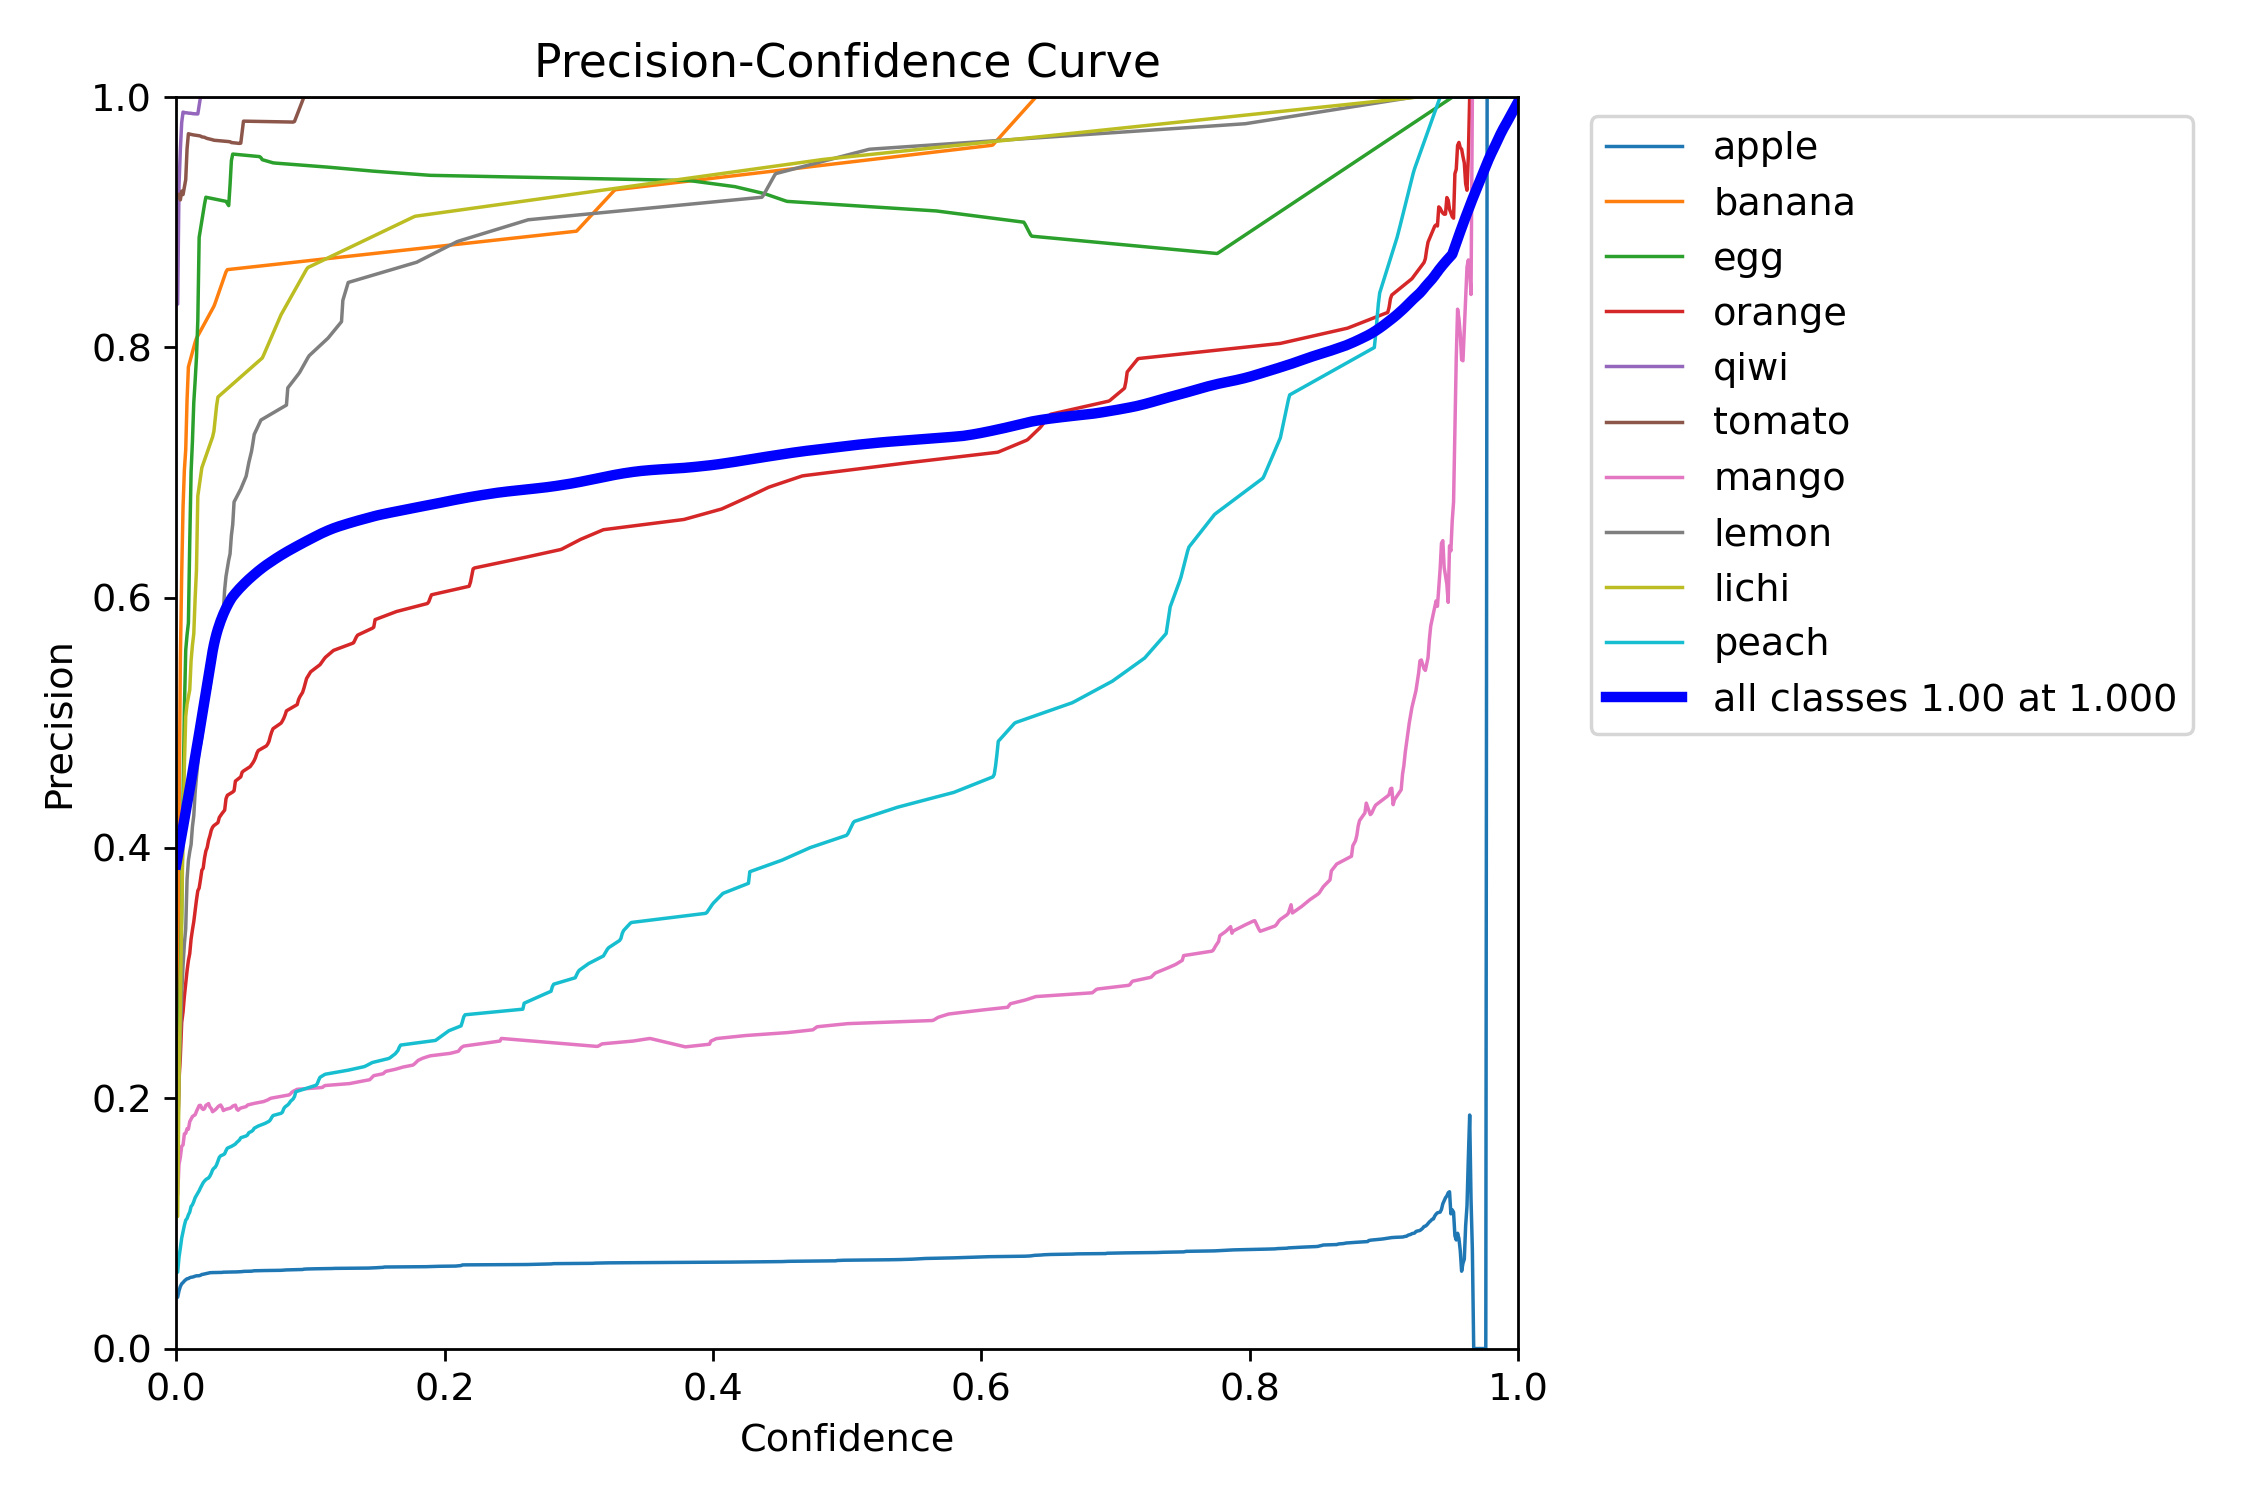 Precision-Confidence Curve
1.0
0.8
0.6
0.4
0.2
0.0
Precision
0.0 0.2 0.4 0.6 0.8 1.0
Confidence
apple
banana
egg
orange
qiwi
tomato
mango
lemon
lichi
peach
all classes 1.00 at 1.000